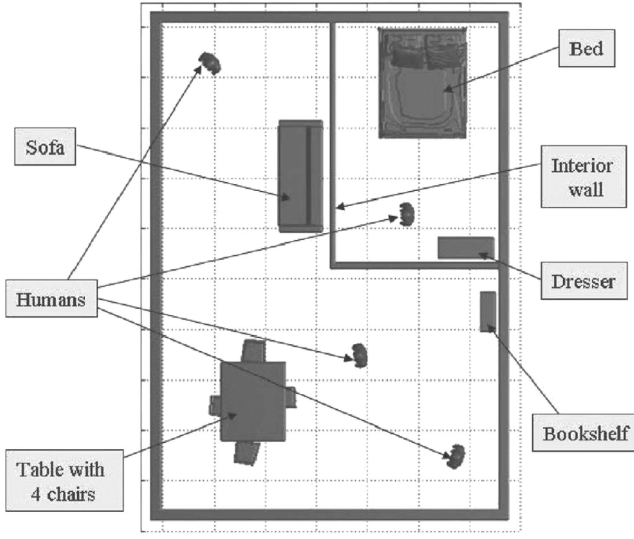 Bed
Sofa
Interior
wall
Humans
Dresser
Bookshelf
Table with
4 chairs